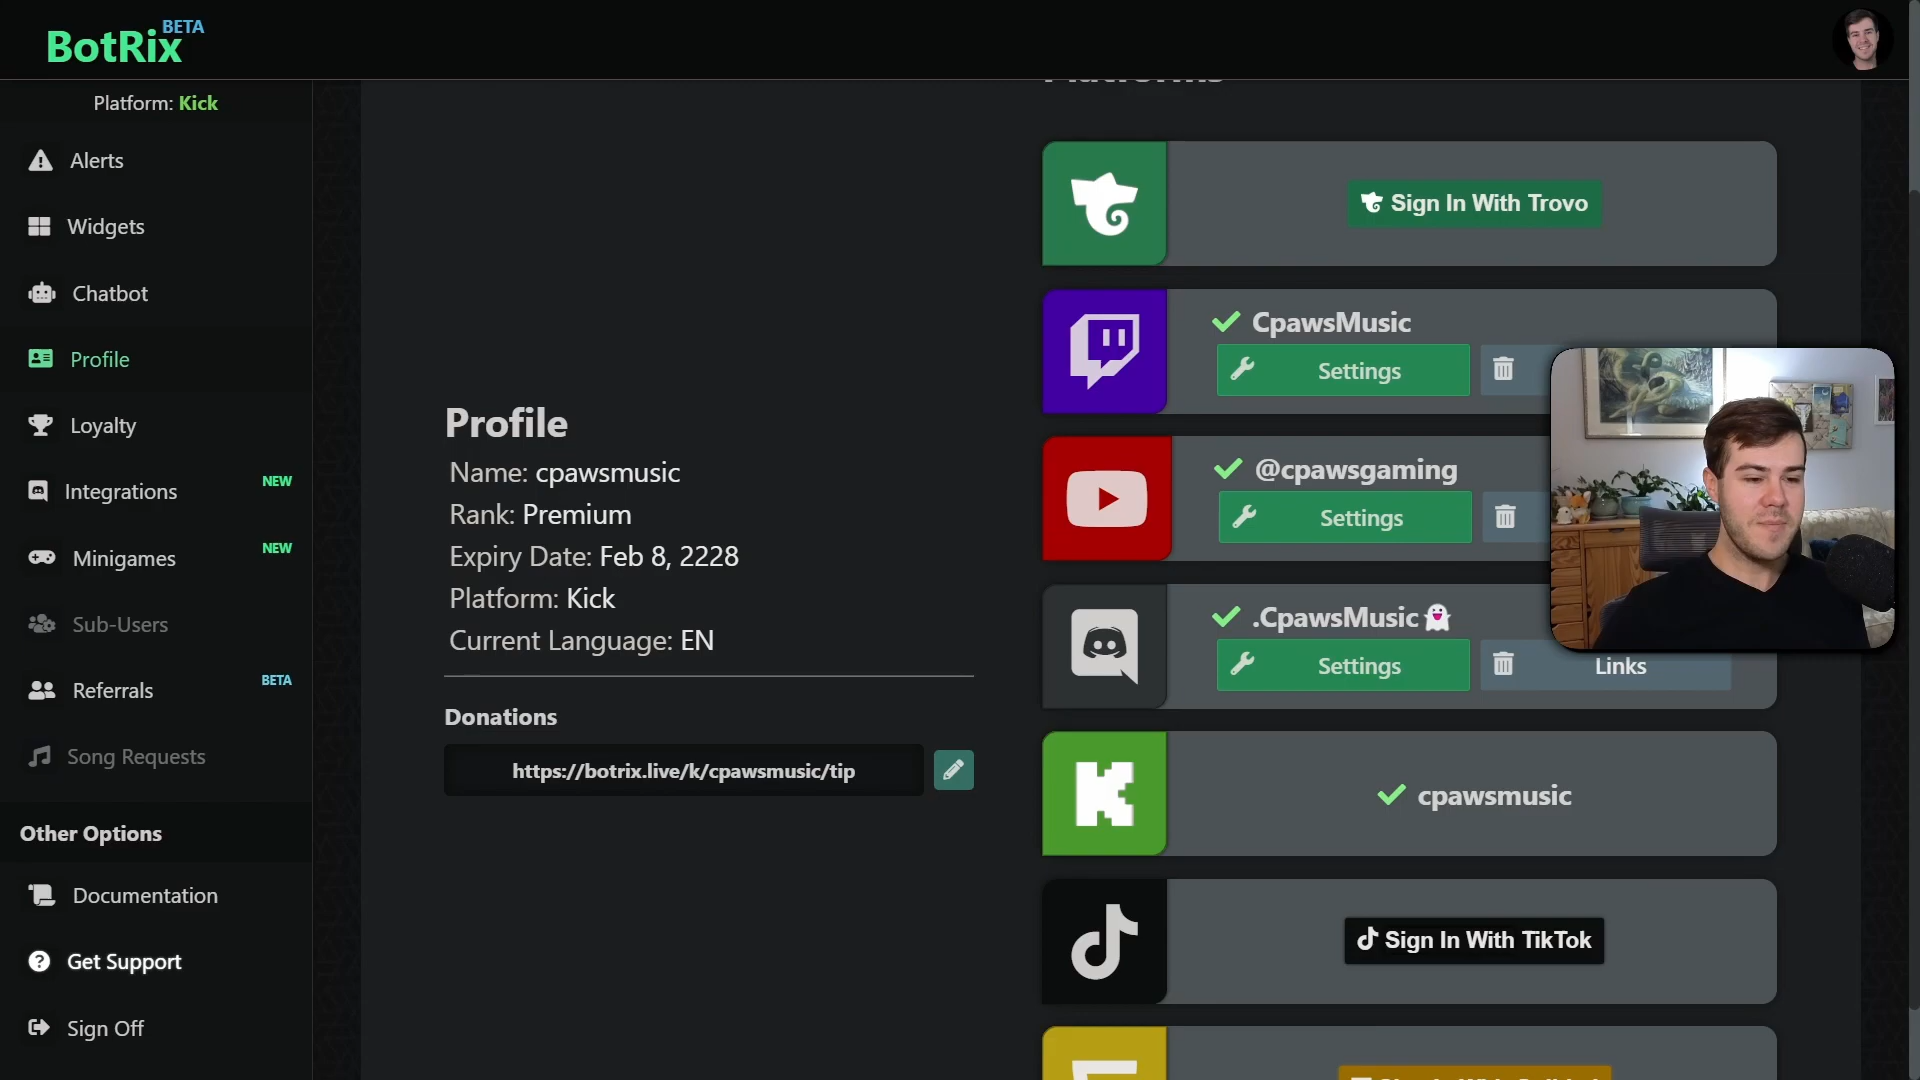 BotRix BETA
Platform: Kick
Alerts
Widgets
Chatbot
Profile
Loyalty
Integrations NEW
Minigames NEW
Sub-Users
Referrals BETA
Song Requests
Other Options
Documentation
Get Support
Sign Off
Profile
Name: cpawsmusic
Rank: Premium
Expiry Date: Feb 8, 2228
Platform: Kick
Current Language: EN
Donations
https://botrix.live/k/cpawsmusic/tip
Sign In With Trovo
CpawsMusic
Settings
@cpawsgaming
Settings
.CpawsMusic👻
Settings
Links
cpawsmusic
Sign In With TikTok